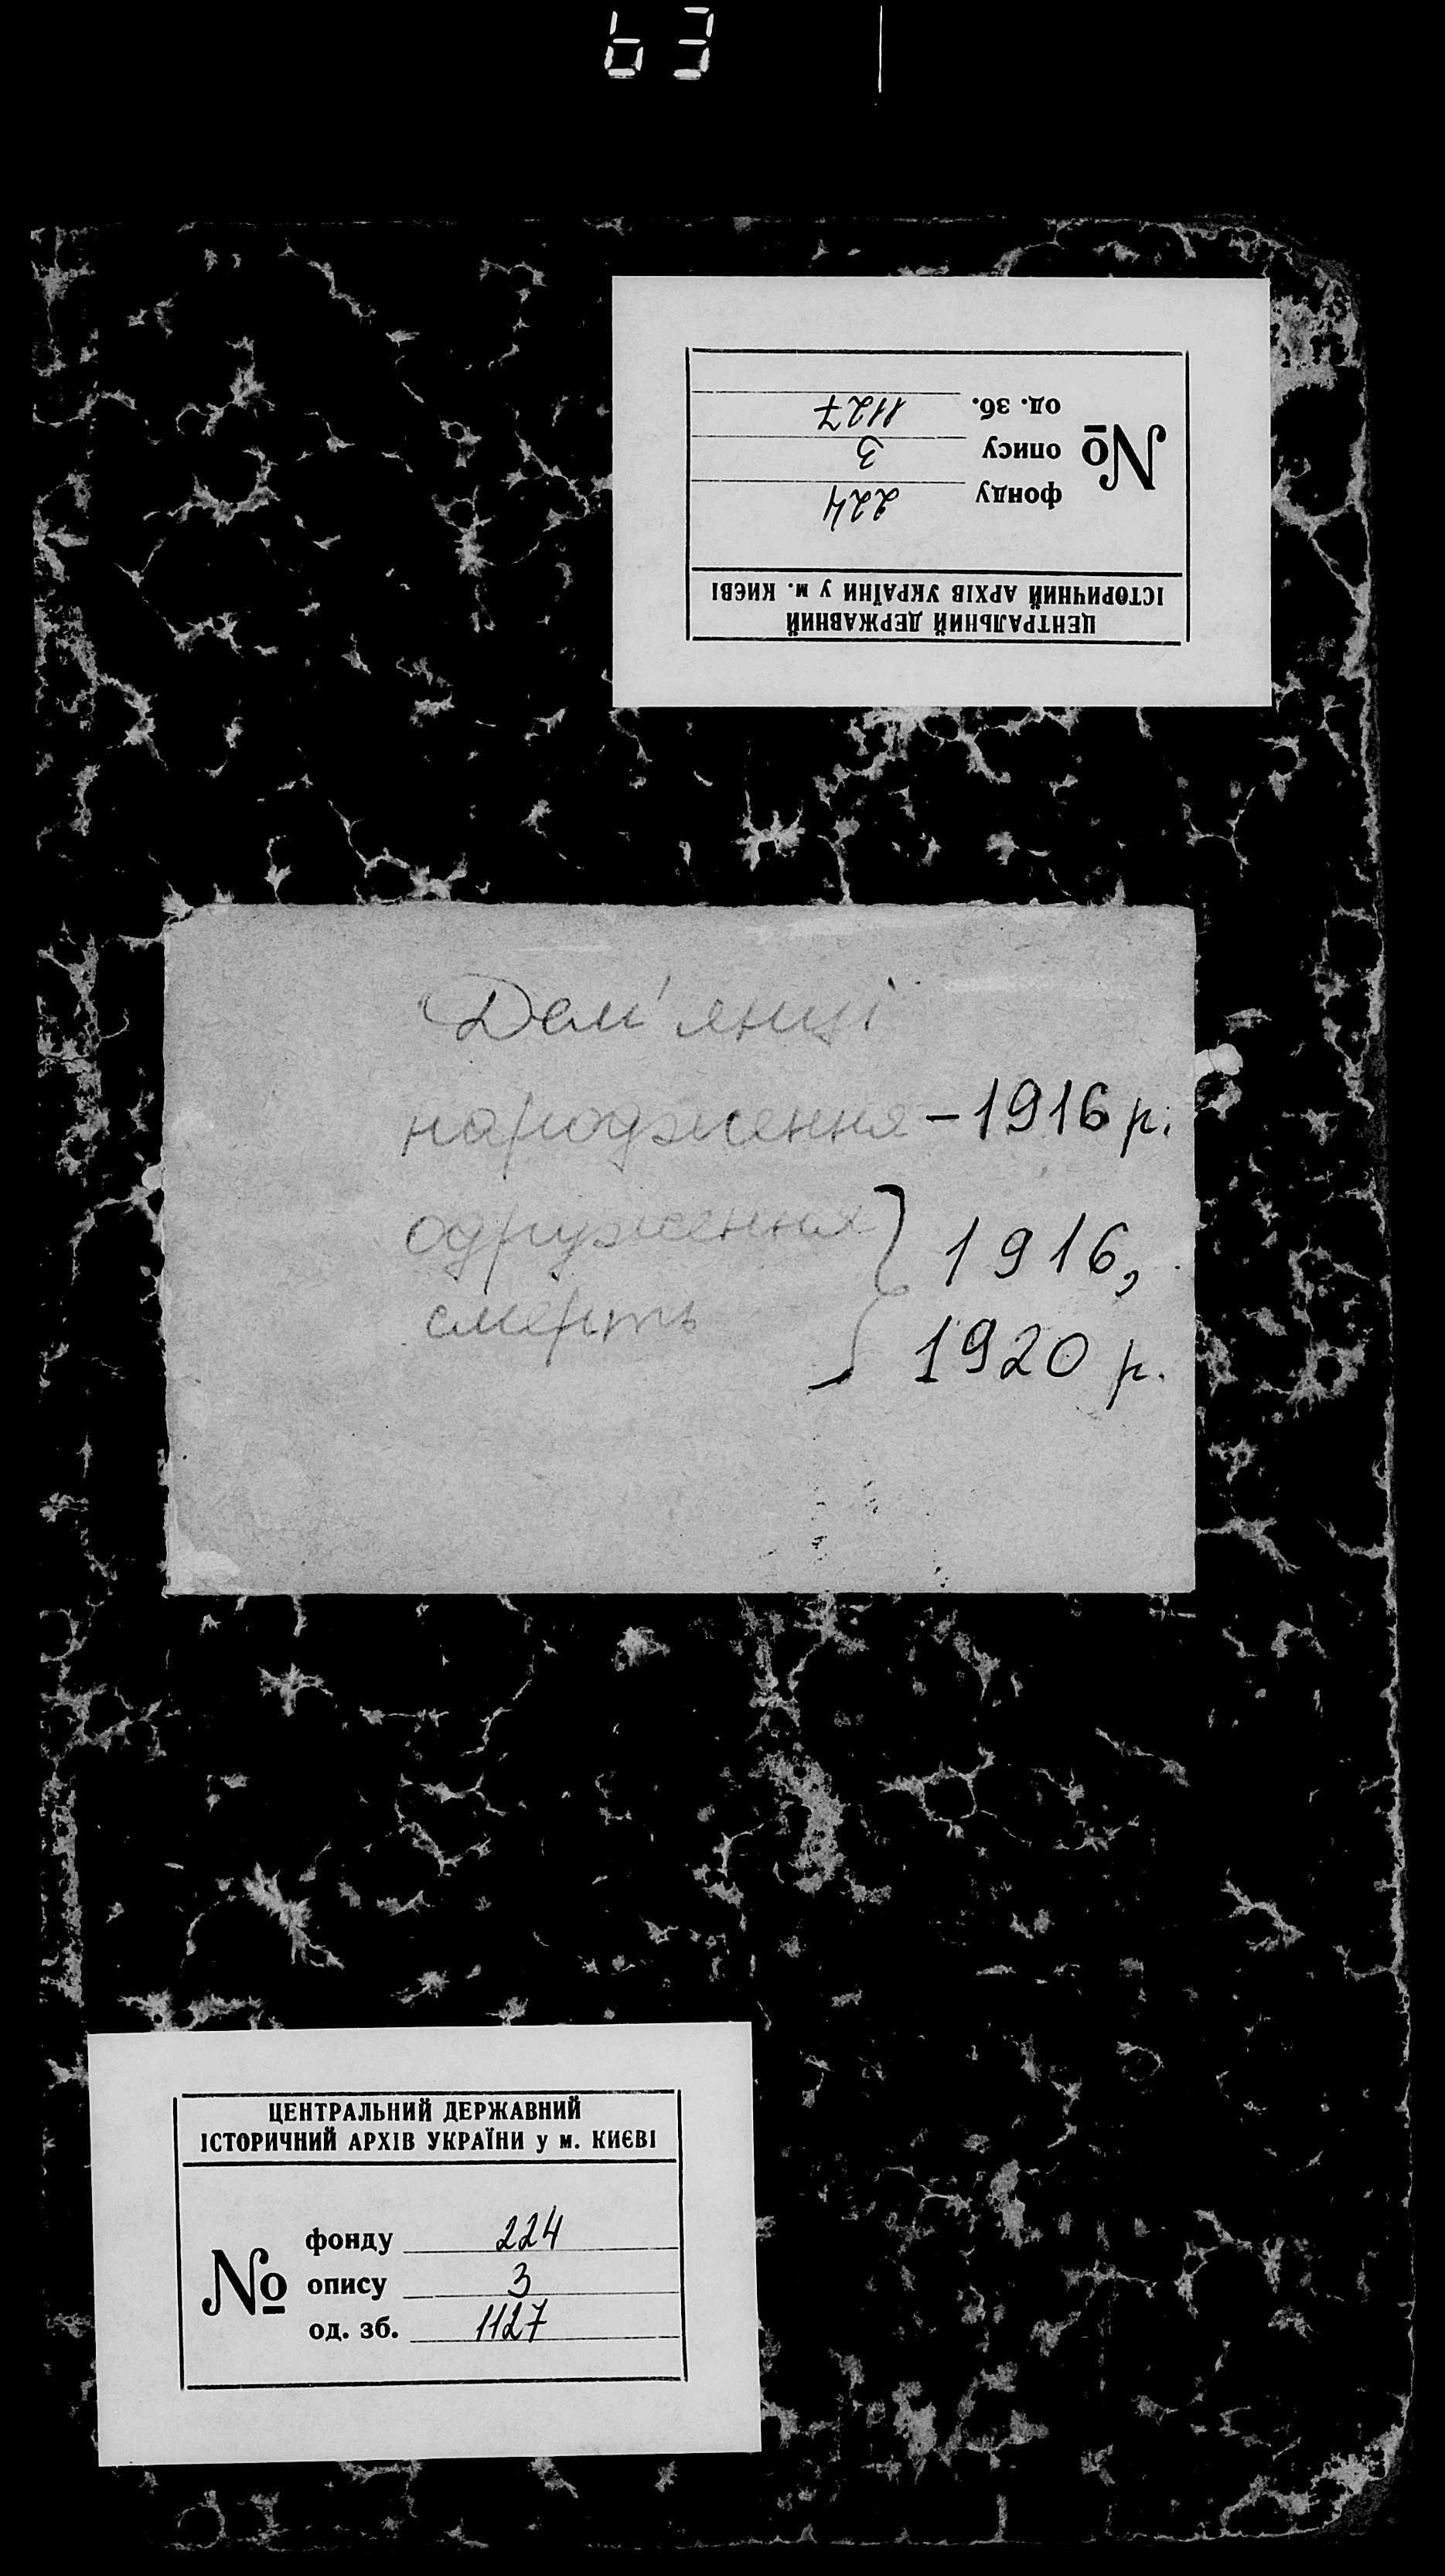 63
ЦЕНТРАЛЬНИЙ ДЕРЖАВНИЙ
ІСТОРИЧНИЙ АРХІВ УКРАЇНИ у м. КИЄВІ
№
фонду 224
опису 3
од. зб. 1127
Дем'янці
народження - 1916 р.
одруження } 1916,
смерть 1920 р.
ЦЕНТРАЛЬНИЙ ДЕРЖАВНИЙ
ІСТОРИЧНИЙ АРХІВ УКРАЇНИ у м. КИЄВІ
№
фонду 224
опису 3
од. зб. 1127